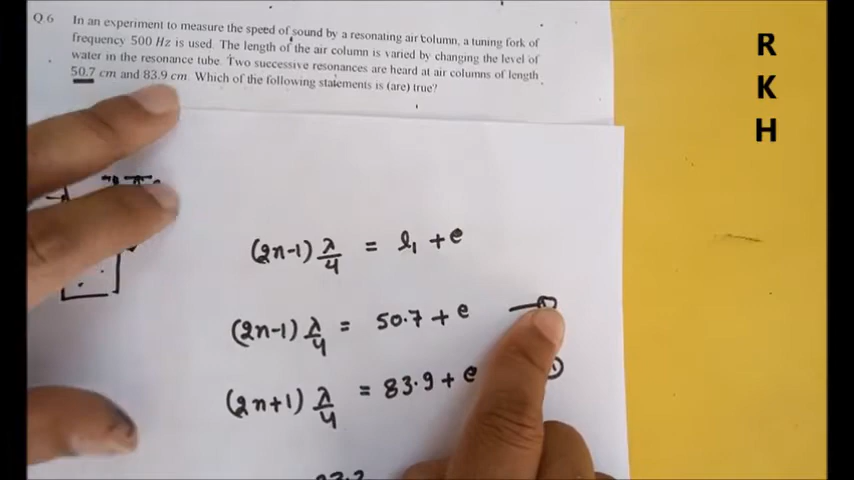 Q 6 In an experiment to measure the speed of sound by a resonating air column, a tuning fork of
frequency 500 Hz is used. The length of the air column is varied by changing the level of
water in the resonance tube. Two successive resonances are heard at air columns of length
50.7 cm and 83.9 cm. Which of the following statements is (are) true?
R
K
H
(2n-1) λ/4 = l₁ + e
(2n-1) λ/4 = 50.7 + e
(2n+1) λ/4 = 83.9 + e